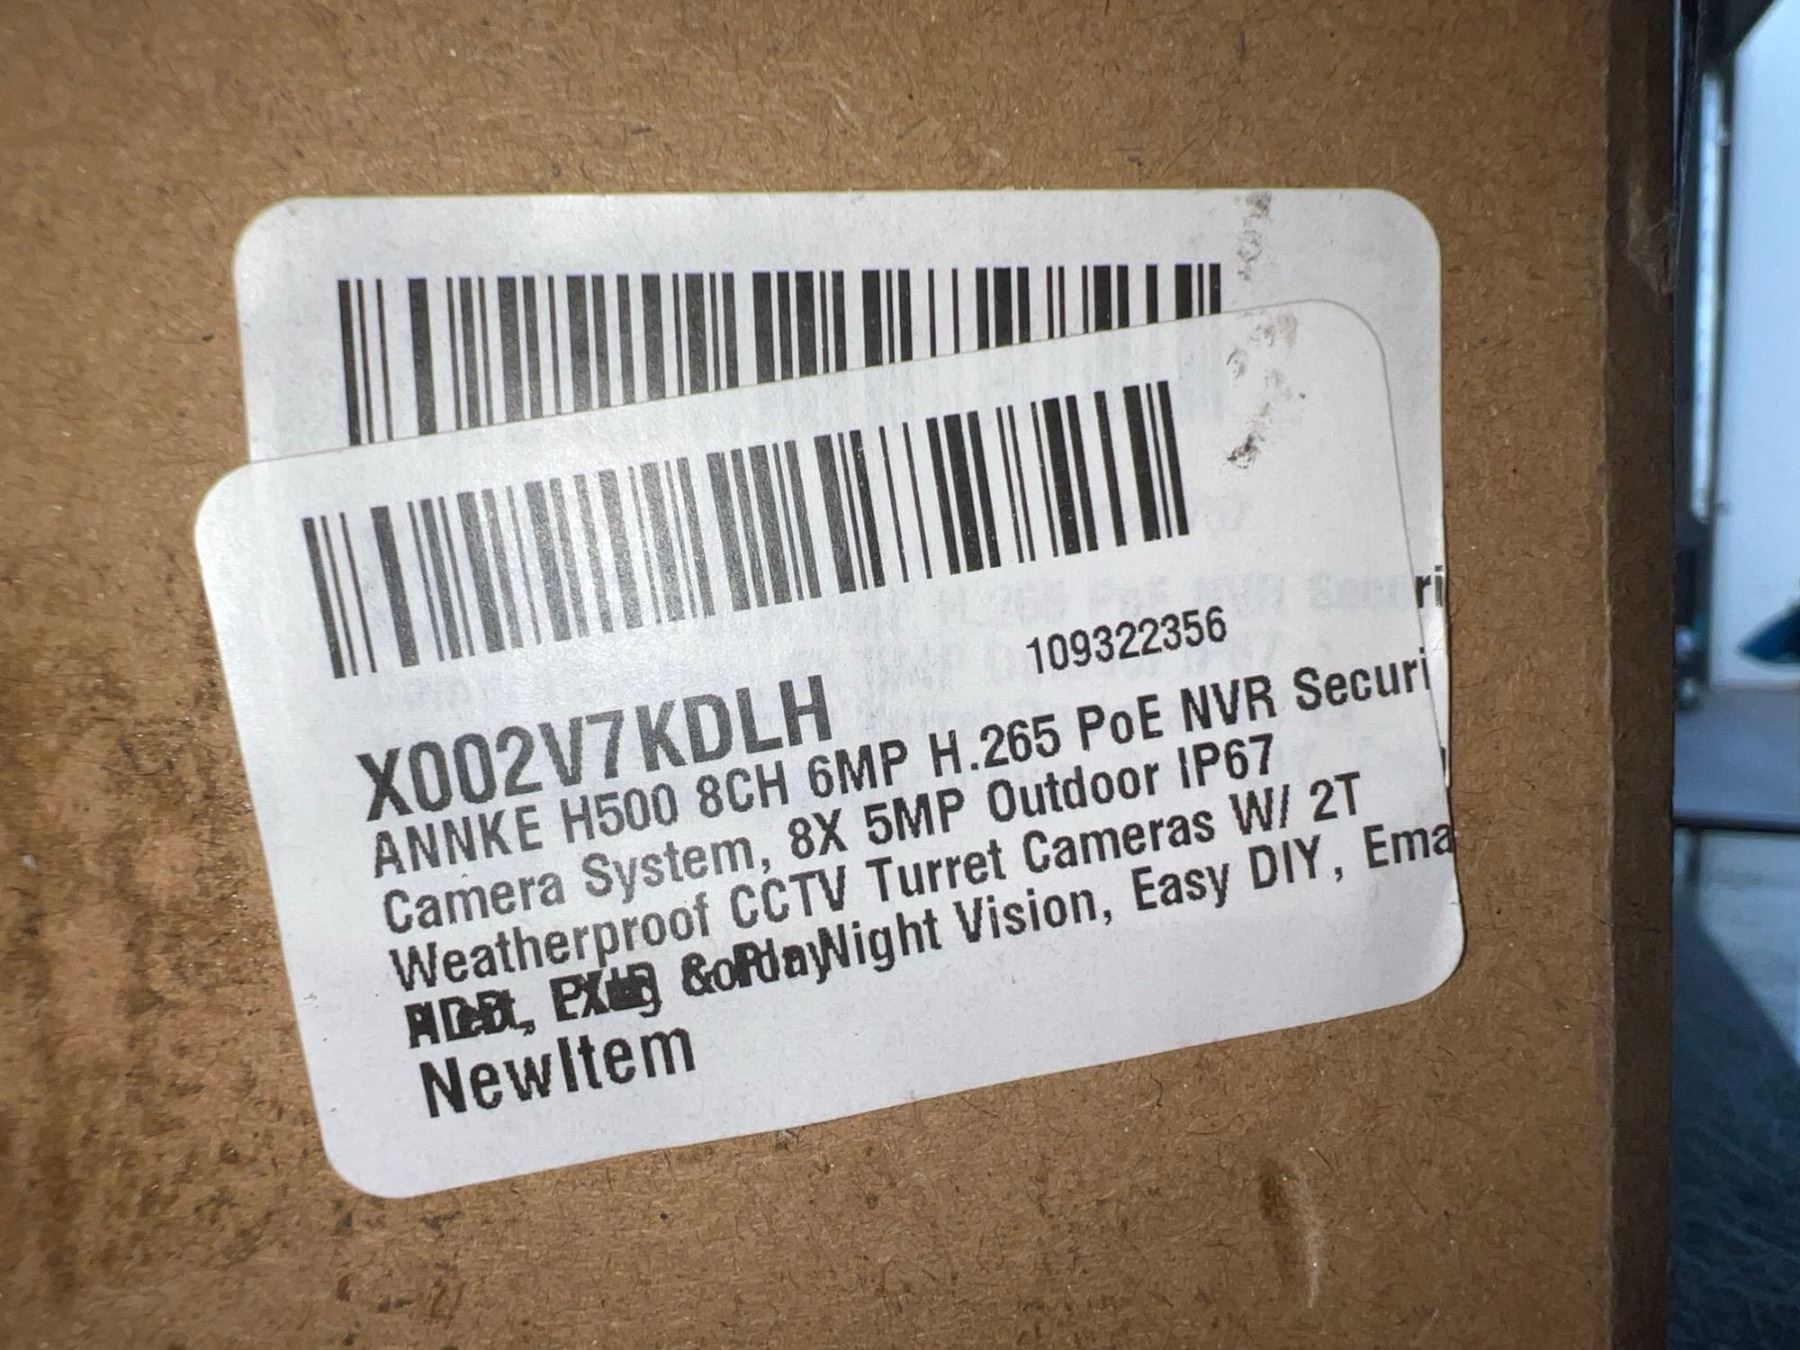 ri
109322356
X002V7KDLH
ANNKE H500 8CH 6MP H.265 PoE NVR Securi
Camera System, 8X 5MP Outdoor IP67
Weatherproof CCTV Turret Cameras W/ 2T
Night Vision, Easy DIY, Ema
NewItem